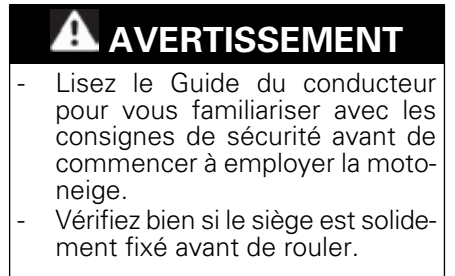 AVERTISSEMENT
- Lisez le Guide du conducteur
pour vous familiariser avec les
consignes de sécurité avant de
commencer à employer la moto-
neige.
- Vérifiez bien si le siège est solide-
ment fixé avant de rouler.